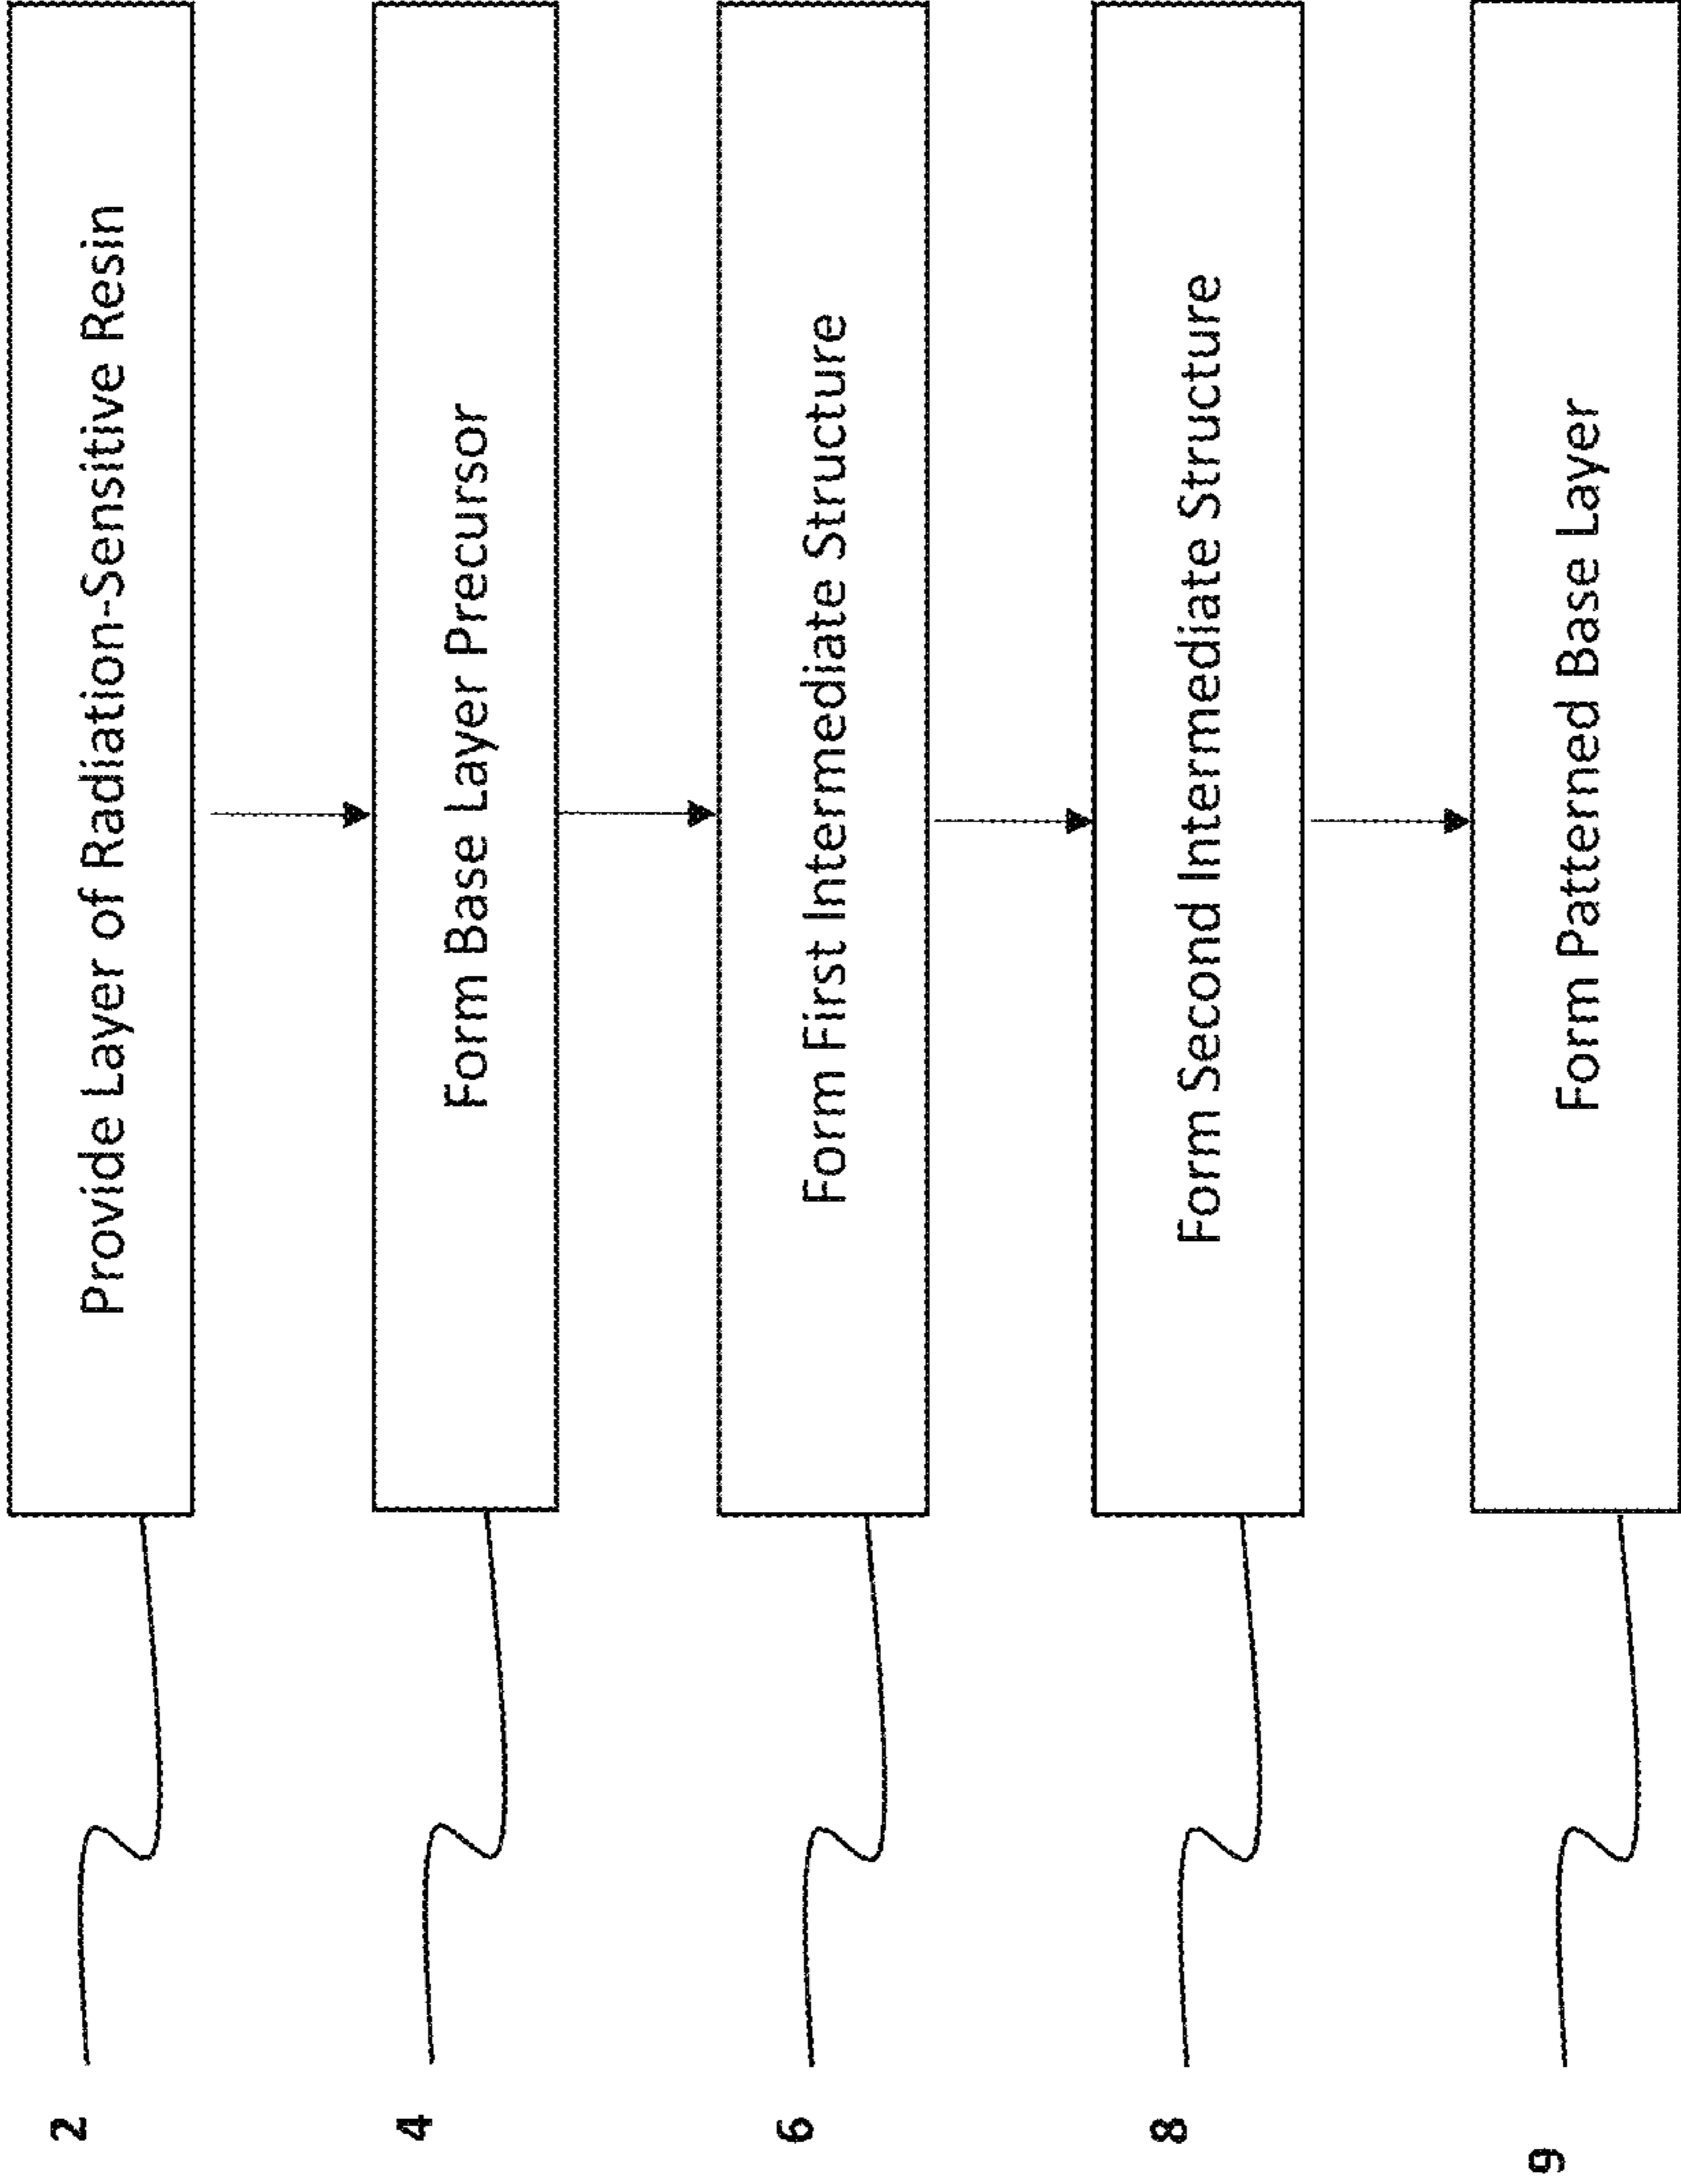 2
Provide Layer of Radiation-Sensitive Resin
4
Form Base Layer Precursor
6
Form First Intermediate Structure
8
Form Second Intermediate Structure
9
Form Patterned Base Layer